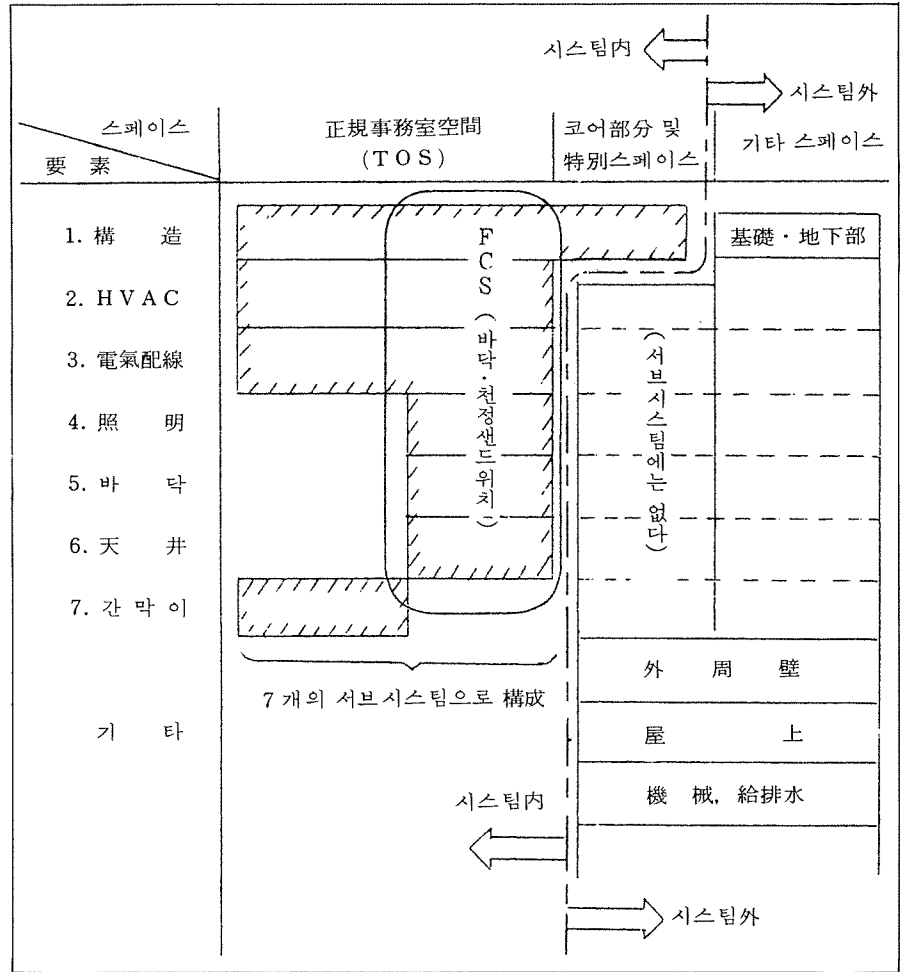 시스팀內
시스팀外
스페이스
要 素
正規事務室空間
(TOS)
코어部分 및
特別스페이스
기타 스페이스
1. 構 造
2. HVAC
3. 電氣配線
4. 照 明
5. 바 닥
6. 天 井
7. 간 막 이
기 타
FCS (바닥·천정샌드위치)
基礎·地下部
(서브시스팀에는 없다)
7 개의 서브시스팀으로 構成
外 周 壁
屋 上
機 械, 給排水
시스팀內
시스팀外